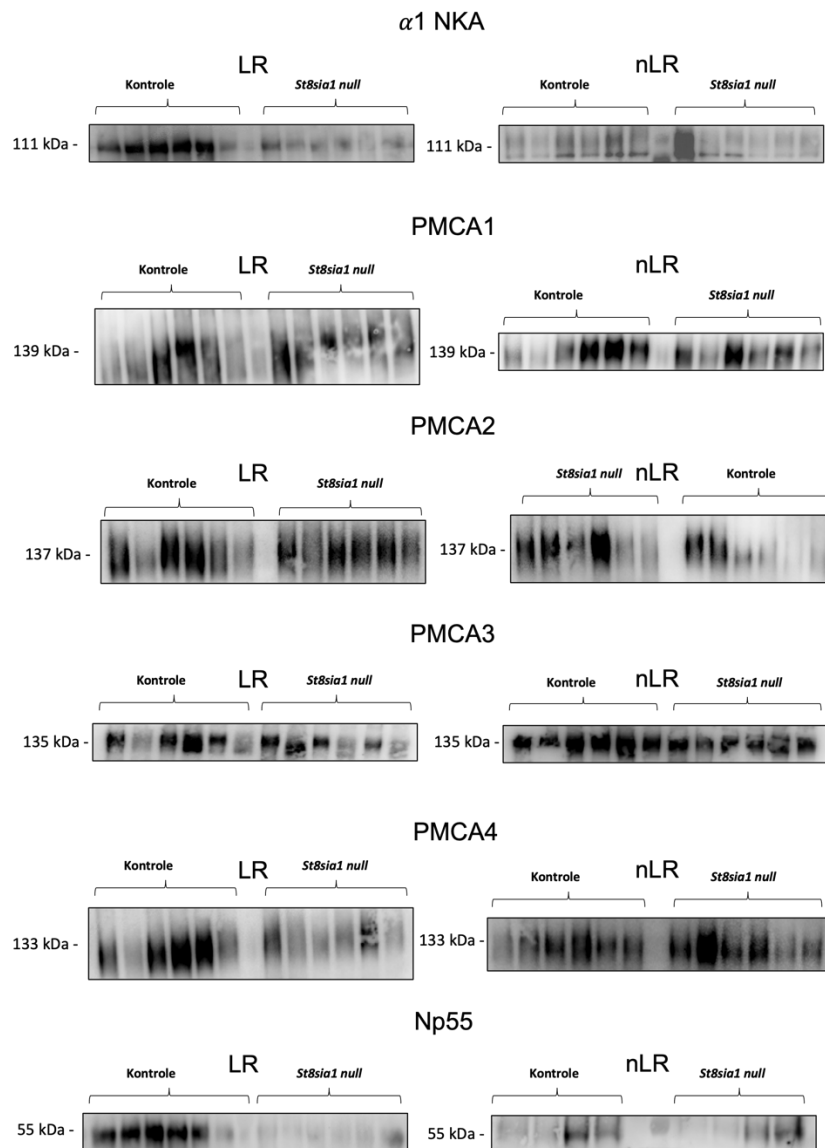 α1 NKA
LR
nLR
Kontrole
St8sia1 null
Kontrole
St8sia1 null
111 kDa -
111 kDa -
PMCA1
LR
nLR
Kontrole
St8sia1 null
Kontrole
St8sia1 null
139 kDa -
139 kDa -
PMCA2
LR
nLR
Kontrole
St8sia1 null
St8sia1 null
Kontrole
137 kDa -
137 kDa -
PMCA3
LR
nLR
Kontrole
St8sia1 null
Kontrole
St8sia1 null
135 kDa -
135 kDa -
PMCA4
LR
nLR
Kontrole
St8sia1 null
Kontrole
St8sia1 null
133 kDa -
133 kDa -
Np55
LR
nLR
Kontrole
St8sia1 null
Kontrole
St8sia1 null
55 kDa -
55 kDa -